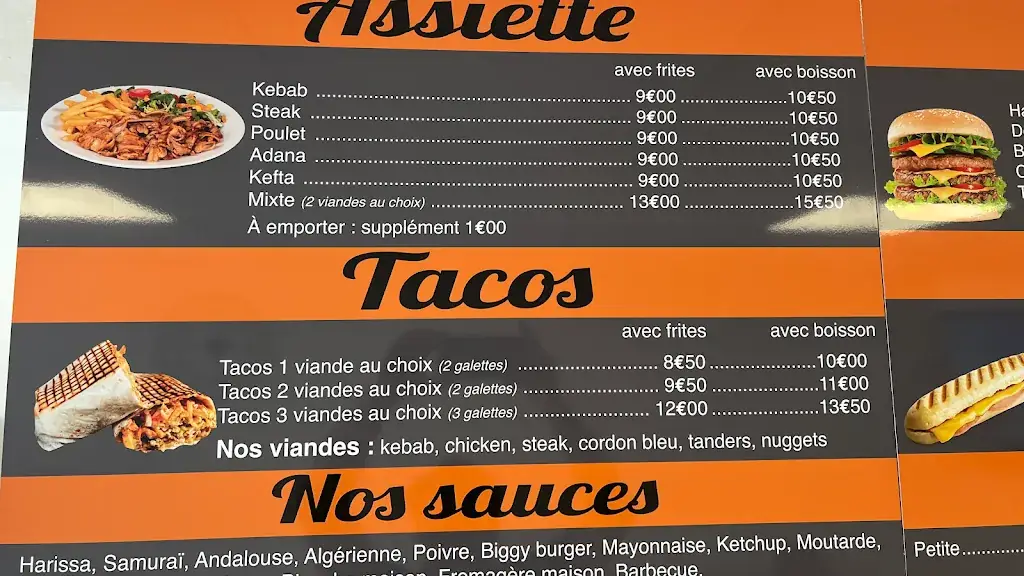 Assiette
avec frites avec boisson
Kebab 9€00 10€50
Steak 9€00 10€50
Poulet 9€00 10€50
Adana 9€00 10€50
Kefta 9€00 10€50
Mixte (2 viandes au choix) 13€00 15€50
À emporter : supplément 1€00
Tacos
avec frites avec boisson
Tacos 1 viande au choix (2 galettes) 8€50 10€00
Tacos 2 viandes au choix (2 galettes) 9€50 11€00
Tacos 3 viandes au choix (3 galettes) 12€00 13€50
Nos viandes : kebab, chicken, steak, cordon bleu, tanders, nuggets
Nos sauces
Harissa, Samuraï, Andalouse, Algérienne, Poivre, Biggy burger, Mayonnaise, Ketchup, Moutarde,
maison, Fromagère maison, Barbecue.
Petite